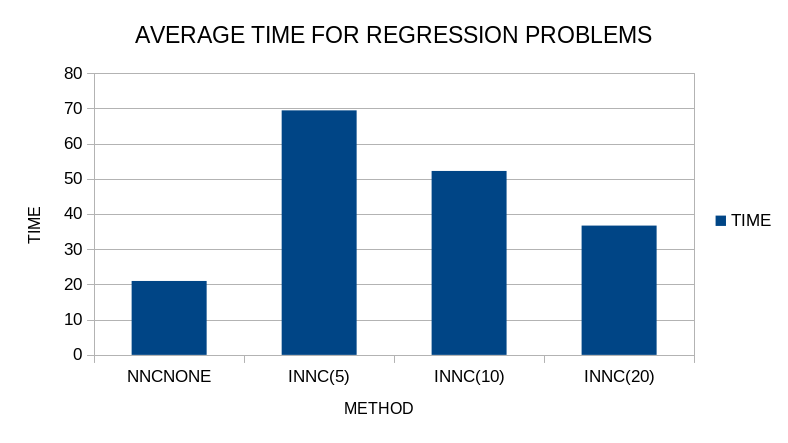 AVERAGE TIME FOR REGRESSION PROBLEMS
80
70
60
50
40
30
20
10
0
TIME
NNCNONE INNC(5) INNC(10) INNC(20)
METHOD
TIME